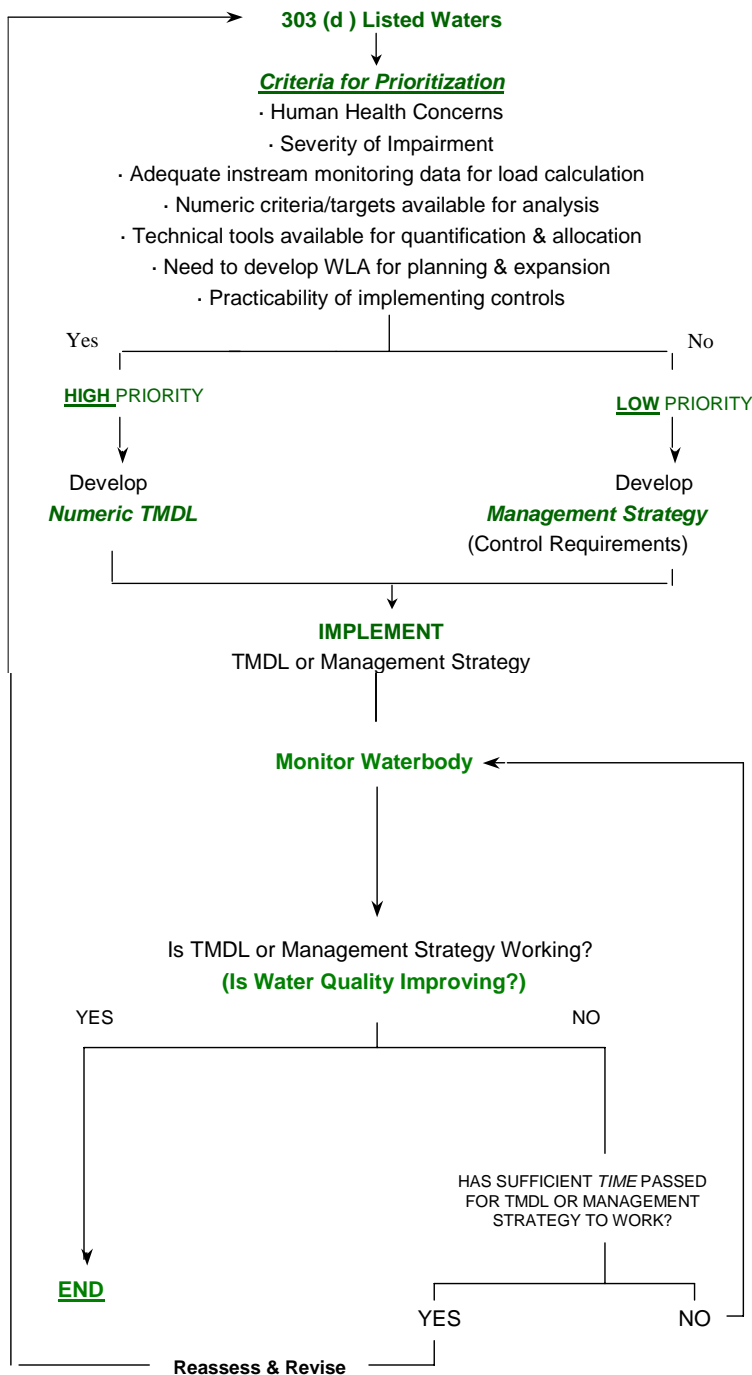 303 (d ) Listed Waters
Criteria for Prioritization
· Human Health Concerns
· Severity of Impairment
· Adequate instream monitoring data for load calculation
· Numeric criteria/targets available for analysis
· Technical tools available for quantification & allocation
· Need to develop WLA for planning & expansion
· Practicability of implementing controls
Yes
No
HIGH PRIORITY
LOW PRIORITY
Develop
Numeric TMDL
Develop
Management Strategy
(Control Requirements)
IMPLEMENT
TMDL or Management Strategy
Monitor Waterbody
Is TMDL or Management Strategy Working?
(Is Water Quality Improving?)
YES
NO
HAS SUFFICIENT TIME PASSED
FOR TMDL OR MANAGEMENT
STRATEGY TO WORK?
END
YES
NO
Reassess & Revise